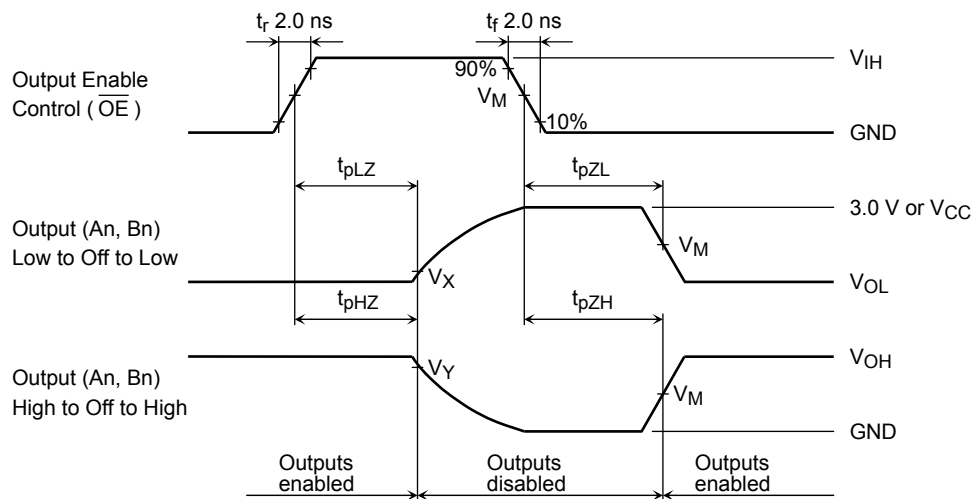 tr 2.0 ns
tf 2.0 ns
Output Enable
Control ( OE )
90%
VM
10%
VIH
GND
tpLZ
tpZL
3.0 V or VCC
Output (An, Bn)
Low to Off to Low
VX
VM
VOL
tpHZ
tpZH
VOH
Output (An, Bn)
High to Off to High
VY
VM
GND
Outputs
enabled
Outputs
disabled
Outputs
enabled